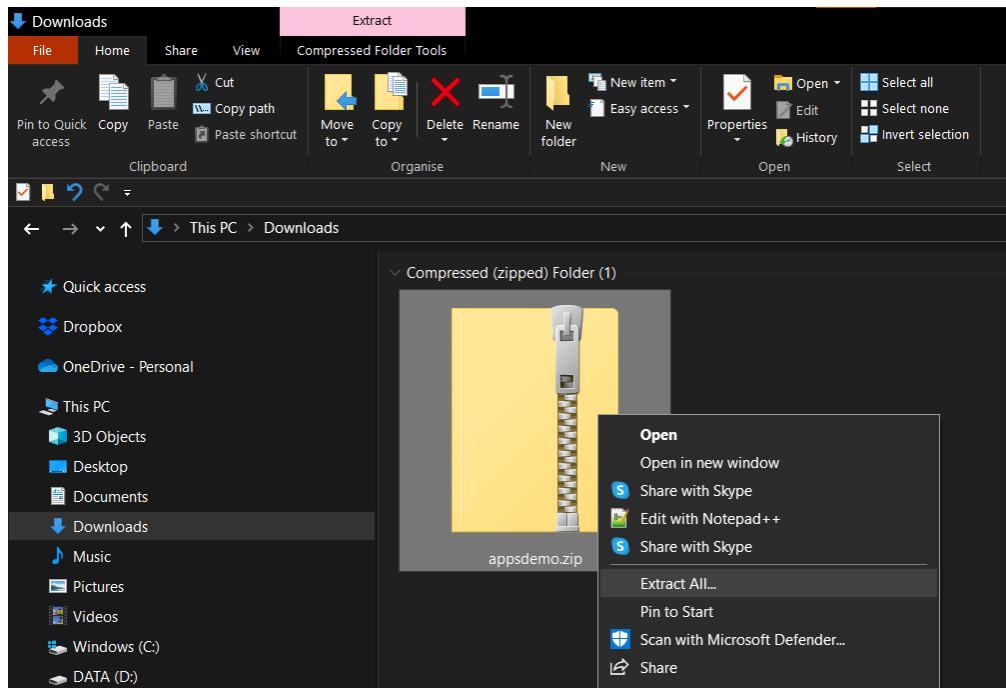 Downloads
Extract
File
Home
Share
View
Compressed Folder Tools
Pin to Quick
access
Copy
Paste
Cut
Copy path
Paste shortcut
Clipboard
Move
to
Copy
to
Delete
Rename
Organise
New
folder
New item
Easy access
New
Properties
Open
Edit
History
Open
Select all
Select none
Invert selection
Select
This PC > Downloads
Quick access
Dropbox
OneDrive - Personal
This PC
3D Objects
Desktop
Documents
Downloads
Music
Pictures
Videos
Windows (C:)
DATA (D:)
Compressed (zipped) Folder (1)
appsdemo.zip
Open
Open in new window
Share with Skype
Edit with Notepad++
Share with Skype
Extract All...
Pin to Start
Scan with Microsoft Defender...
Share